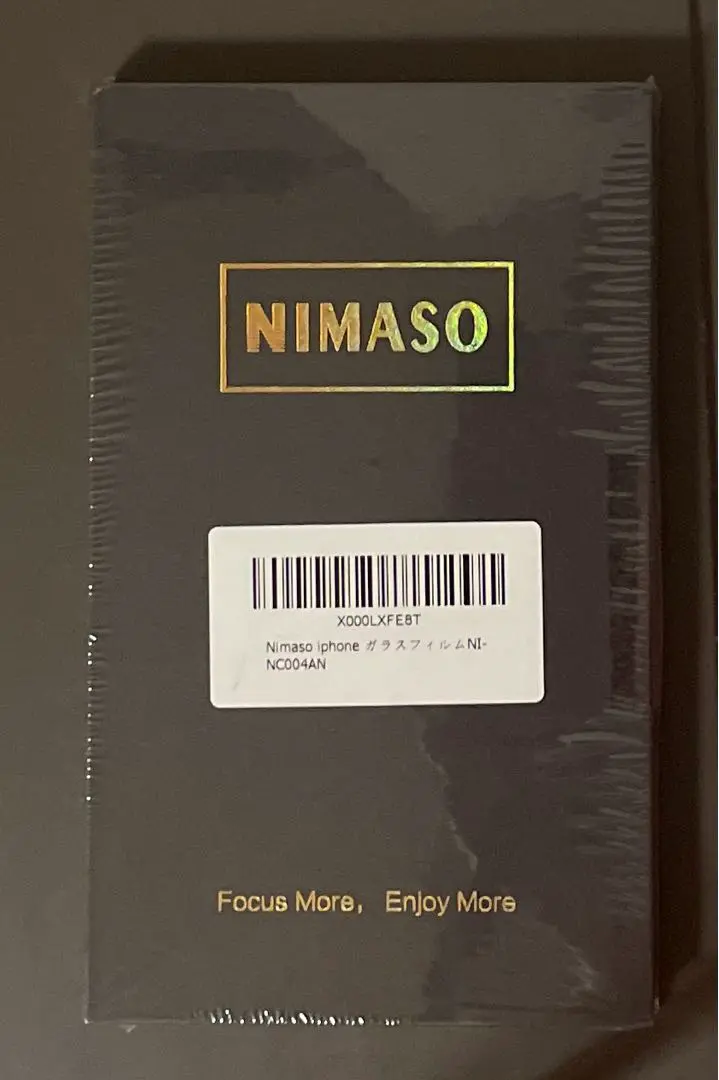 NIMASO
X000LXFE8T
Nimaso iphone ガラスフィルムNI-
NC004AN
Focus More, Enjoy More